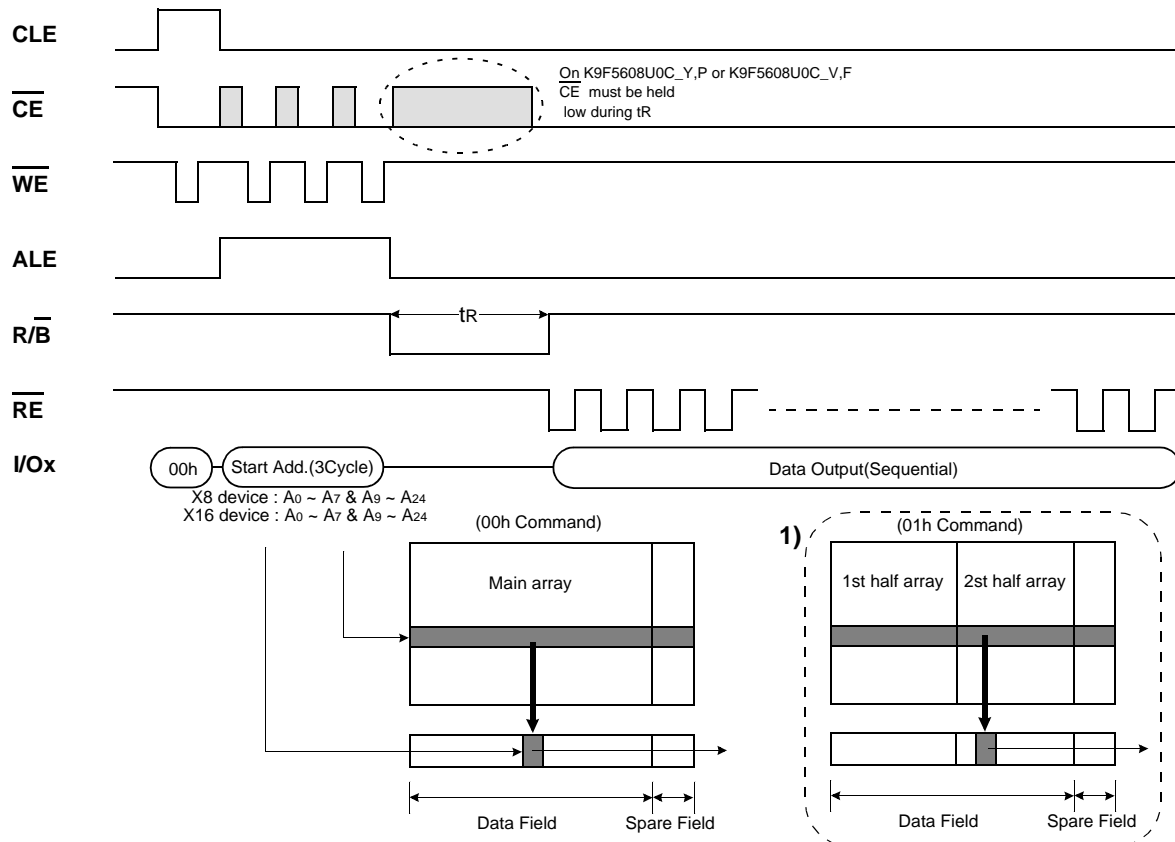 CLE
On K9F5608U0C_Y,P or K9F5608U0C_V,F
CE must be held
low during tR
CE
WE
ALE
R/B
tR
RE
I/Ox
00h
Start Add.(3Cycle)
Data Output(Sequential)
X8 device : A0 ~ A7 & A9 ~ A24
X16 device : A0 ~ A7 & A9 ~ A24
(00h Command)
Main array
Data Field
Spare Field
1)
(01h Command)
1st half array
2st half array
Data Field
Spare Field